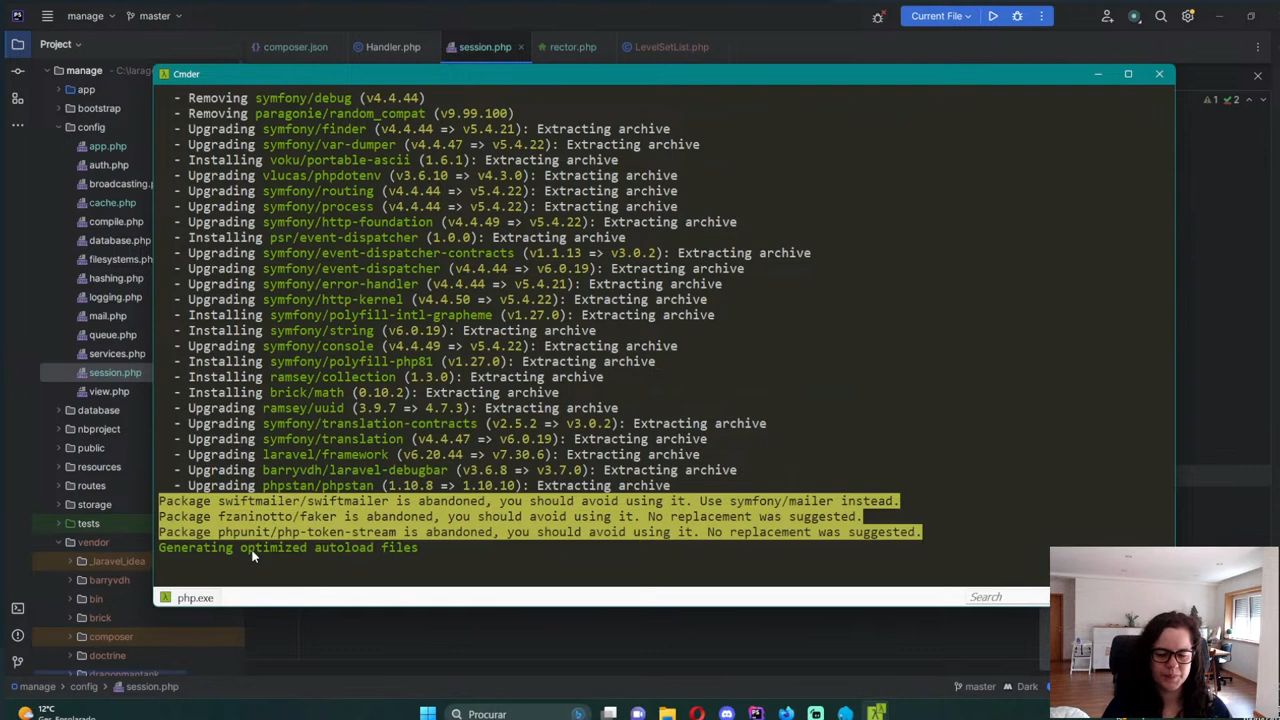 manage
master
Current File
Project
composer.json
Handler.php
session.php
rector.php
LevelSetList.php
manage C:\larag
1 2
app
bootstrap
config
app.php
auth.php
broadcasting.p
cache.php
compile.php
database.php
filesystems.php
hashing.php
logging.php
mail.php
queue.php
services.php
session.php
view.php
database
nbproject
public
resources
routes
storage
tests
vendor
_laravel_idea
barryvdh
bin
brick
composer
doctrine
dragonmantank
Cmder
- Removing symfony/debug (v4.4.44)
- Removing paragonie/random_compat (v9.99.100)
- Upgrading symfony/finder (v4.4.44 => v5.4.21): Extracting archive
- Upgrading symfony/var-dumper (v4.4.47 => v5.4.22): Extracting archive
- Installing voku/portable-ascii (1.6.1): Extracting archive
- Upgrading vlucas/phpdotenv (v3.6.10 => v4.3.0): Extracting archive
- Upgrading symfony/routing (v4.4.44 => v5.4.22): Extracting archive
- Upgrading symfony/process (v4.4.44 => v5.4.22): Extracting archive
- Upgrading symfony/http-foundation (v4.4.49 => v5.4.22): Extracting archive
- Installing psr/event-dispatcher (1.0.0): Extracting archive
- Upgrading symfony/event-dispatcher-contracts (v1.1.13 => v3.0.2): Extracting archive
- Upgrading symfony/event-dispatcher (v4.4.44 => v6.0.19): Extracting archive
- Upgrading symfony/error-handler (v4.4.44 => v5.4.21): Extracting archive
- Upgrading symfony/http-kernel (v4.4.50 => v5.4.22): Extracting archive
- Installing symfony/polyfill-intl-grapheme (v1.27.0): Extracting archive
- Installing symfony/string (v6.0.19): Extracting archive
- Upgrading symfony/console (v4.4.49 => v5.4.22): Extracting archive
- Installing symfony/polyfill-php81 (v1.27.0): Extracting archive
- Installing ramsey/collection (1.3.0): Extracting archive
- Installing brick/math (0.10.2): Extracting archive
- Upgrading ramsey/uuid (3.9.7 => 4.7.3): Extracting archive
- Upgrading symfony/translation-contracts (v2.5.2 => v3.0.2): Extracting archive
- Upgrading symfony/translation (v4.4.47 => v6.0.19): Extracting archive
- Upgrading laravel/framework (v6.20.44 => v7.30.6): Extracting archive
- Upgrading barryvdh/laravel-debugbar (v3.6.8 => v3.7.0): Extracting archive
- Upgrading phpstan/phpstan (1.10.8 => 1.10.10): Extracting archive
Package swiftmailer/swiftmailer is abandoned, you should avoid using it. Use symfony/mailer instead.
Package fzaninotto/faker is abandoned, you should avoid using it. No replacement was suggested.
Package phpunit/php-token-stream is abandoned, you should avoid using it. No replacement was suggested.
Generating optimized autoload files
php.exe
Search
manage > config > session.php
master
Dark
12°C
Ger. Ensolarado
Procurar